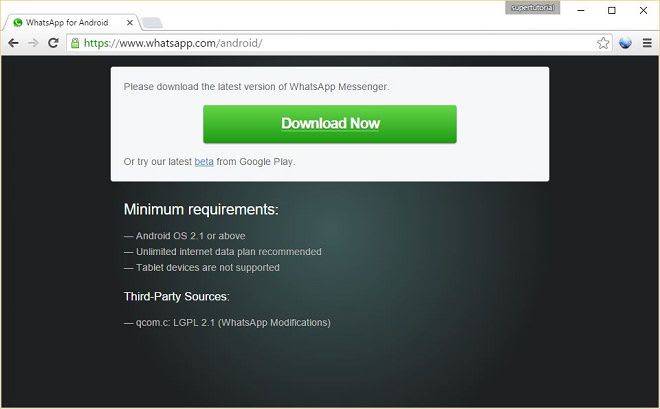 supertutorial
WhatsApp for Android
https://www.whatsapp.com/android/
Please download the latest version of WhatsApp Messenger.
Download Now
Or try our latest beta from Google Play.
Minimum requirements:
— Android OS 2.1 or above
— Unlimited internet data plan recommended
— Tablet devices are not supported
Third-Party Sources:
— qcom.c: LGPL 2.1 (WhatsApp Modifications)